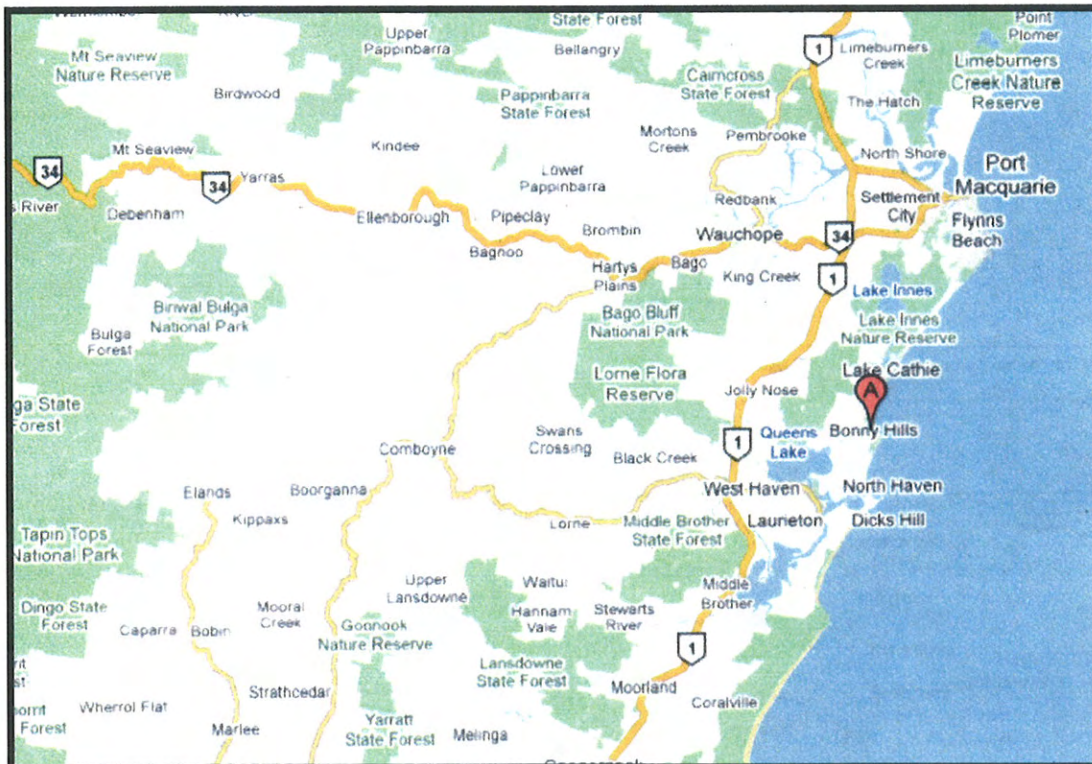 State Forest
Point
Plomer
Upper
Pappinbarra
Bellangry
1
Limeburners
Creek
Mt Seaview
Nature Reserve
Cairncross
State Forest
Limeburners
Creek Nature
Reserve
Birdwood
Pappinbarra
State Forest
The Hatch
Mortons
Creek
Pembrooke
Kindee
Mt Seaview
North Shore
Port
Macquarie
34
34
Yarras
Lower
Pappinbarra
Redbank
Settlement
City
s River
Debenham
Ellenborough
Pipeclay
Brombin
Wauchope
34
Flynns
Beach
Bagnoo
Hartys
Plains
Bago
King Creek
1
Lake Innes
Biriwal Bulga
National Park
Bago Bluff
National Park
Lake Innes
Nature Reserve
Bulga
Forest
Lorne Flora
Reserve
Lake Cathie
Jolly Nose
A
ga State
Forest
Swans
Crossing
1
Queens
Lake
Bonny Hills
Comboyne
Black Creek
Elands
Boorganna
West Haven
North Haven
Kippaxs
Lorne
Middle Brother
State Forest
Laurieton
Dicks Hill
Tapin Tops
National Park
Upper
Lansdowne
Waitui
Middle
Brother
Dingo State
Forest
Mooral
Creek
Hannam
Vale
Stewarts
River
Caparra
Bobin
Goonook
Nature Reserve
1
Lansdowne
State Forest
Strathcedar
Moorland
Coralville
Wherrol Flat
Marlee
Yarratt
State Forest
Melinga